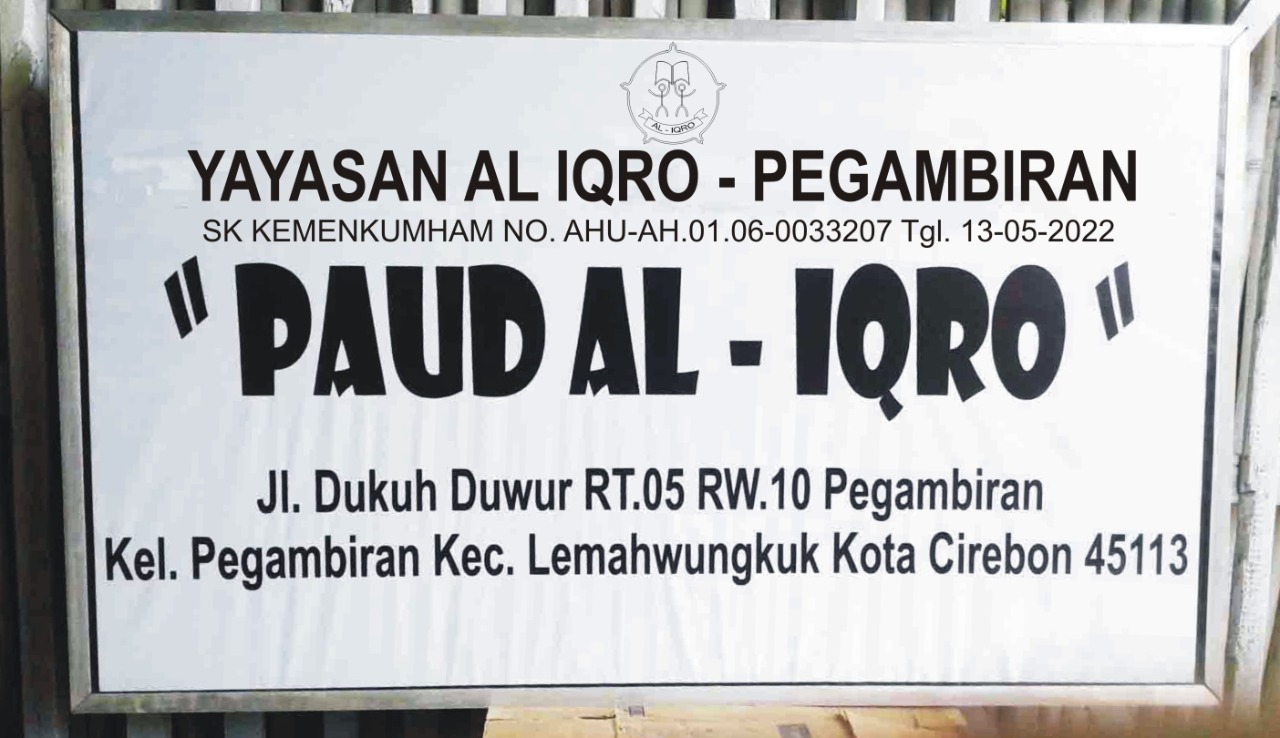 AL - IQRO
YAYASAN AL IQRO - PEGAMBIRAN
SK KEMENKUMHAM NO. AHU-AH.01.06-0033207 Tgl. 13-05-2022
" PAUD AL - IQRO "
Jl. Dukuh Duwur RT.05 RW.10 Pegambiran
Kel. Pegambiran Kec. Lemahwungkuk Kota Cirebon 45113